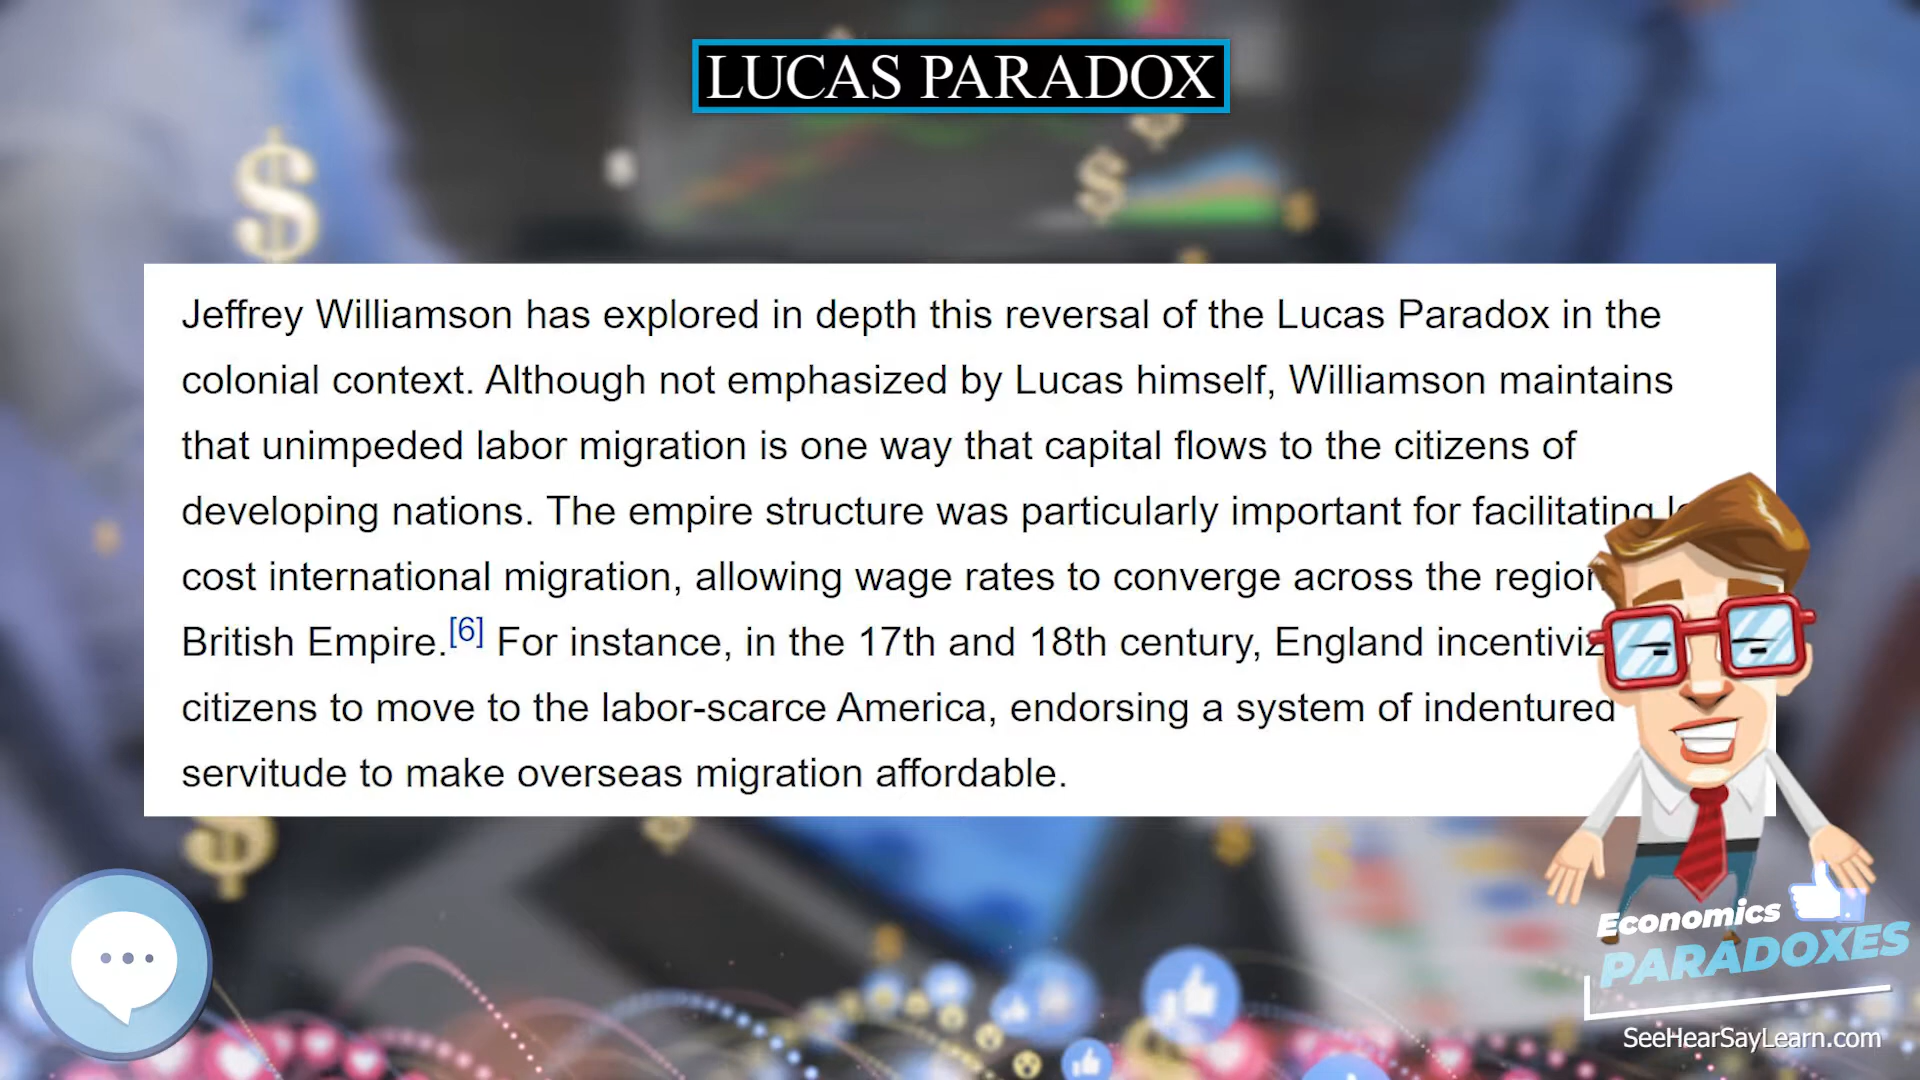 LUCAS PARADOX
Jeffrey Williamson has explored in depth this reversal of the Lucas Paradox in the
colonial context. Although not emphasized by Lucas himself, Williamson maintains
that unimpeded labor migration is one way that capital flows to the citizens of
developing nations. The empire structure was particularly important for facilitating
cost international migration, allowing wage rates to converge across the
British Empire.[6] For instance, in the 17th and 18th century, England
citizens to move to the labor-scarce America, endorsing a system of indentured
servitude to make overseas migration affordable.
Economics
PARADOXES
SeeHearSayLearn.com